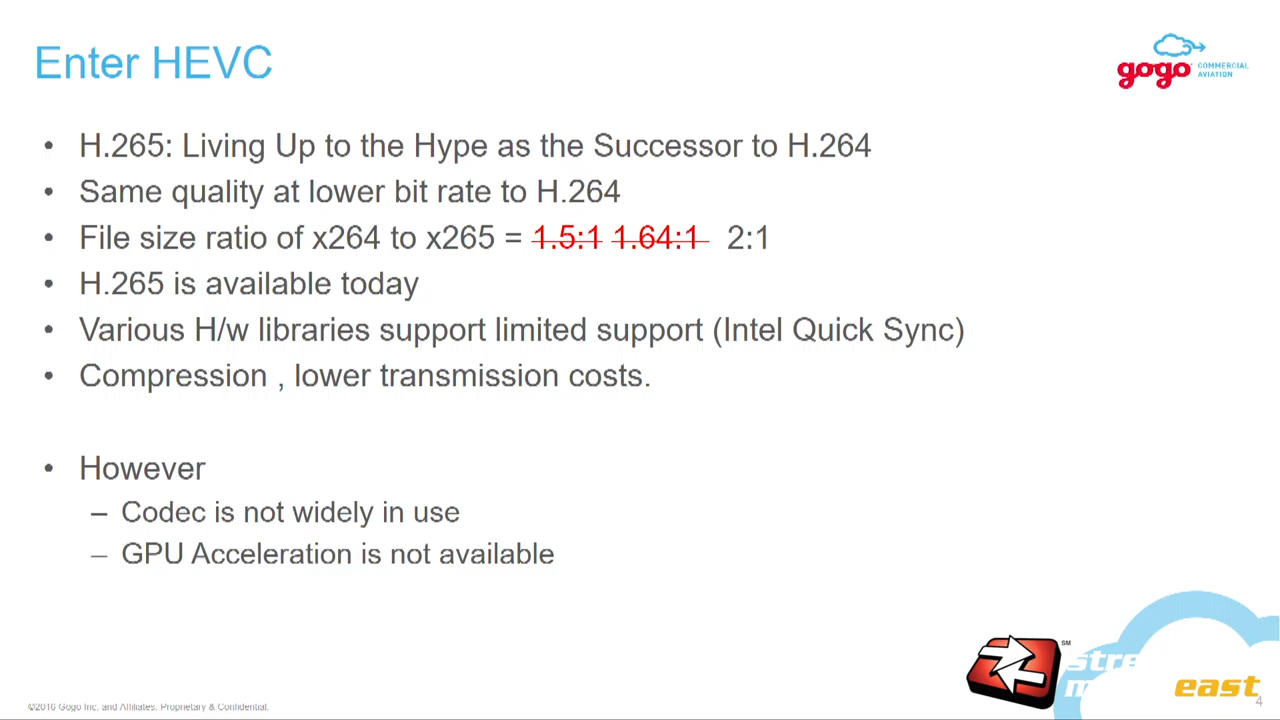 Enter HEVC
gogo COMMERCIAL AVIATION
• H.265: Living Up to the Hype as the Successor to H.264
• Same quality at lower bit rate to H.264
• File size ratio of x264 to x265 = 1.5:1 1.64:1 2:1
• H.265 is available today
• Various H/w libraries support limited support (Intel Quick Sync)
• Compression , lower transmission costs.
• However
– Codec is not widely in use
– GPU Acceleration is not available
SM
east
©2016 Gogo Inc. and Affiliates. Proprietary & Confidential.
4